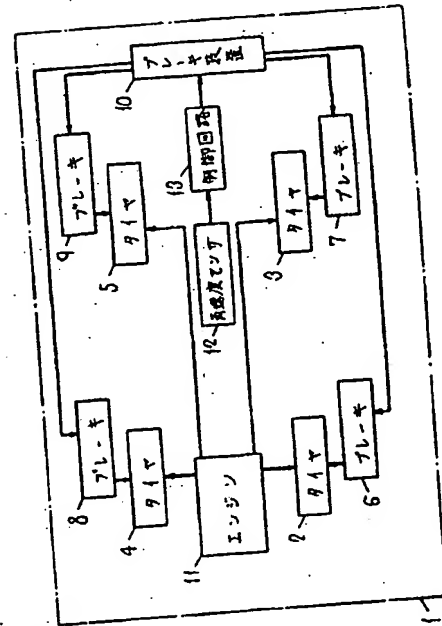 10
ブレーキ装置
9
ブレーキ
5
タイヤ
13
制御回路
12
角速度センサ
3
タイヤ
7
ブレーキ
8
ブレーキ
4
タイヤ
11
エンジン
2
タイヤ
6
ブレーキ
1